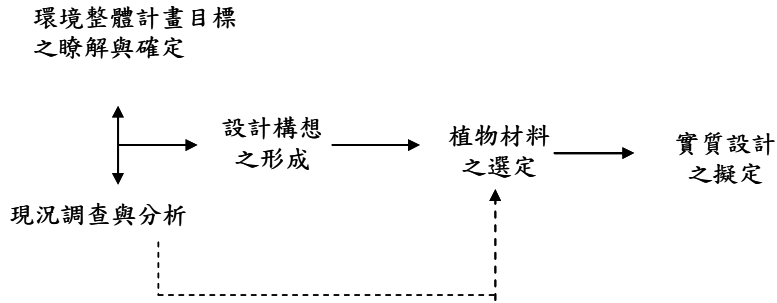 環境整體計畫目標
之瞭解與確定
設計構想
之形成
植物材料
之選定
實質設計
之擬定
現況調查與分析